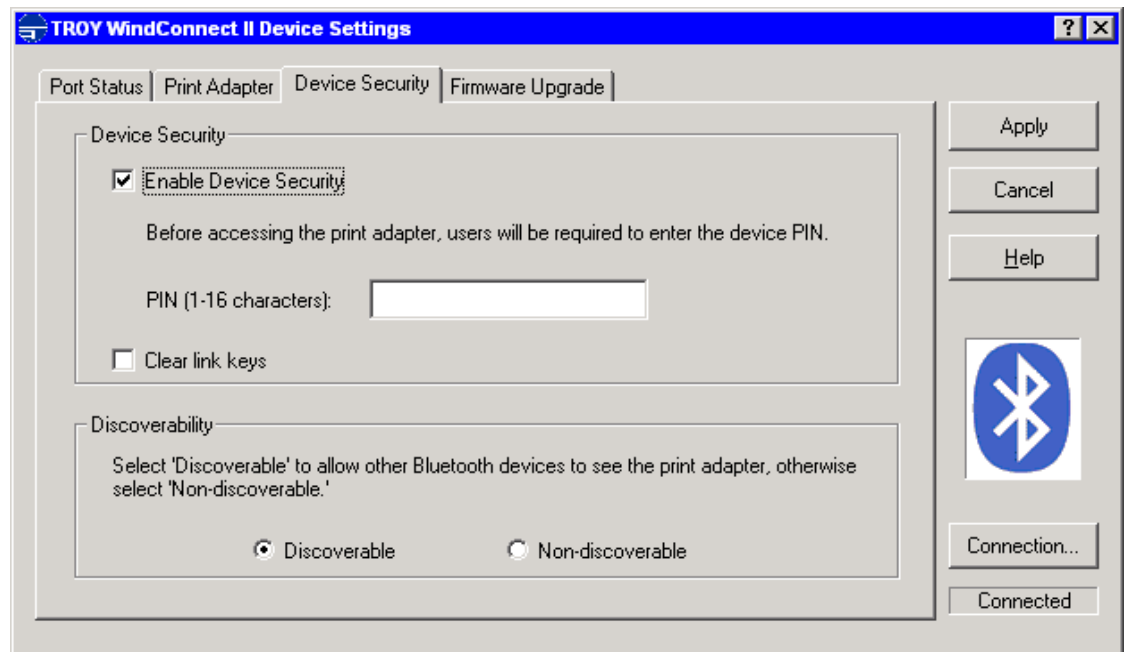 TROY WindConnect II Device Settings
Port Status
Print Adapter
Device Security
Firmware Upgrade
Device Security
Enable Device Security
Before accessing the print adapter, users will be required to enter the device PIN.
PIN (1-16 characters):
Clear link keys
Discoverability
Select 'Discoverable' to allow other Bluetooth devices to see the print adapter, otherwise
select 'Non-discoverable.'
Discoverable
Non-discoverable
Apply
Cancel
Help
Connection...
Connected